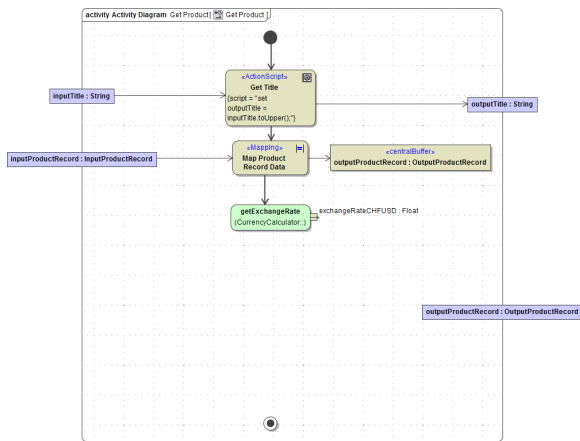 activity Activity Diagram Get Product[ Get Product ]
«ActionScript»
Get Title
{script = "set
outputTitle =
inputTitle.toUpper();"}
inputTitle : String
outputTitle : String
«Mapping»
Map Product
Record Data
inputProductRecord : InputProductRecord
«centralBuffer»
outputProductRecord : OutputProductRecord
getExchangeRate
(CurrencyCalculator::)
exchangeRateCHFUSD : Float
outputProductRecord : OutputProductRecord